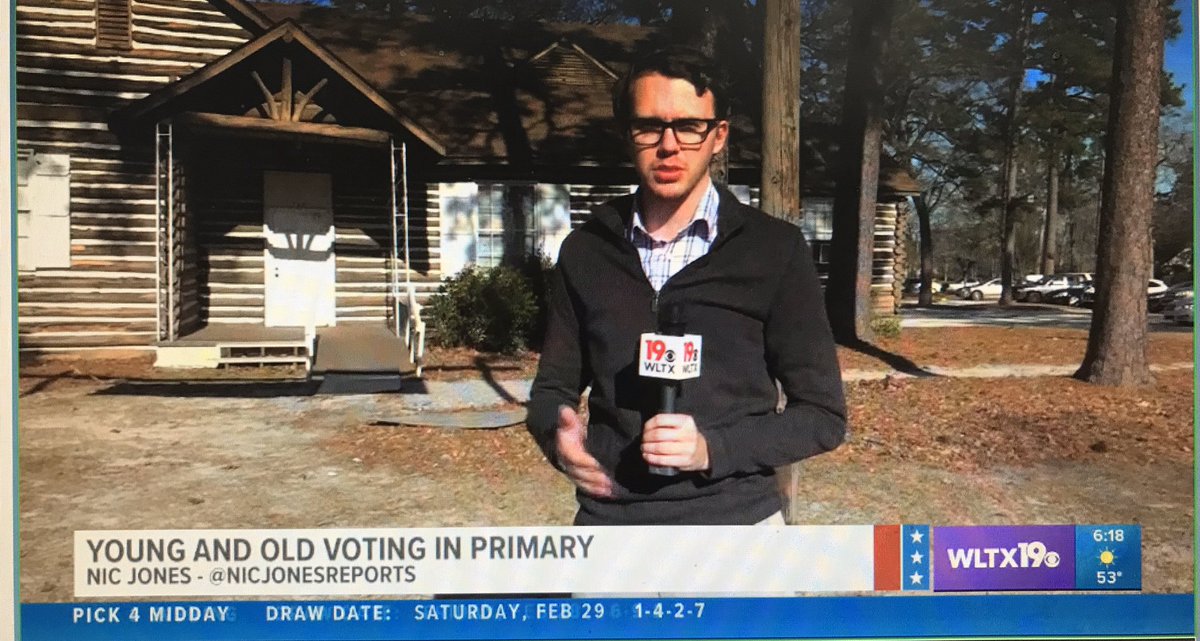 19 19
WLTX WLTX
YOUNG AND OLD VOTING IN PRIMARY
NIC JONES - @NICJONESREPORTS
WLTX19
6:18
53°
PICK 4 MIDDAY DRAW DATE: SATURDAY, FEB 29 1-4-2-7